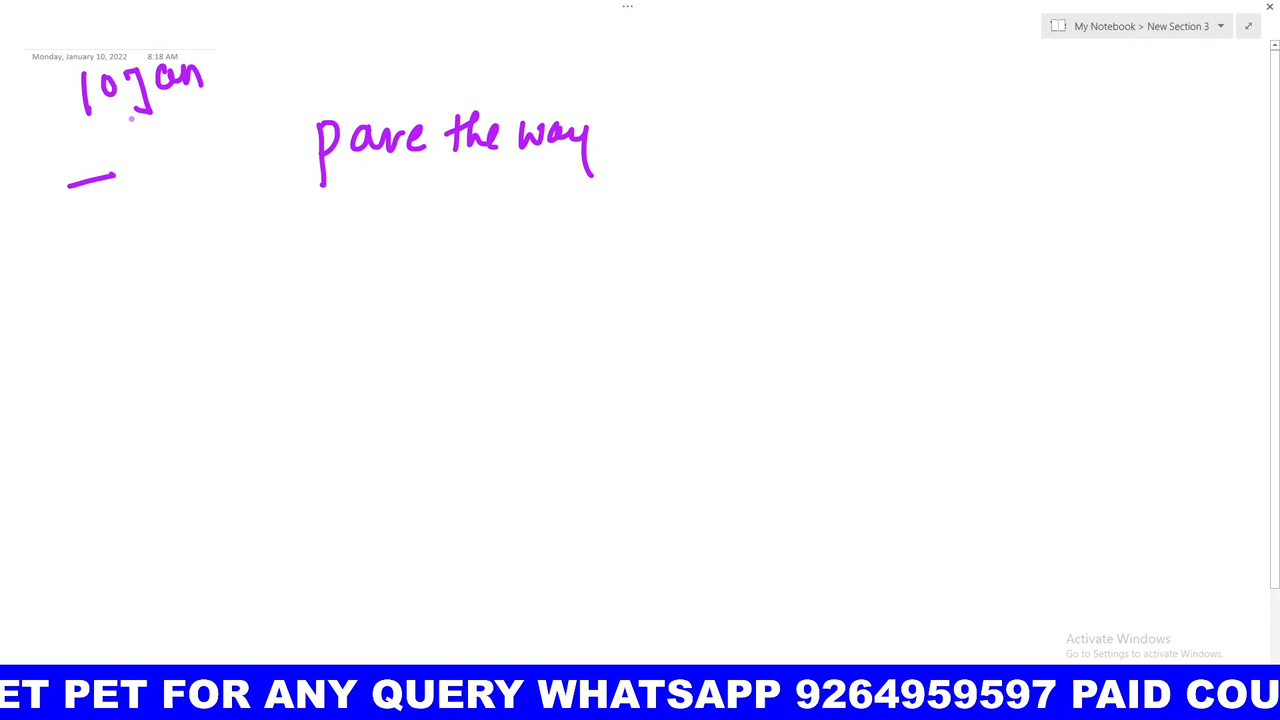 My Notebook > New Section 3
Monday, January 10, 2022 8:18 AM
10 Jan
pave the way
Activate Windows
Go to Settings to activate Windows.
ET PET FOR ANY QUERY WHATSAPP 9264959597 PAID COU